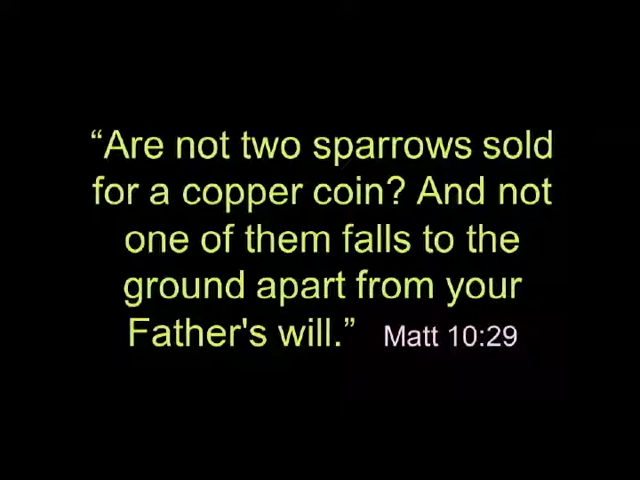 “Are not two sparrows sold
for a copper coin? And not
one of them falls to the
ground apart from your
Father's will.” Matt 10:29